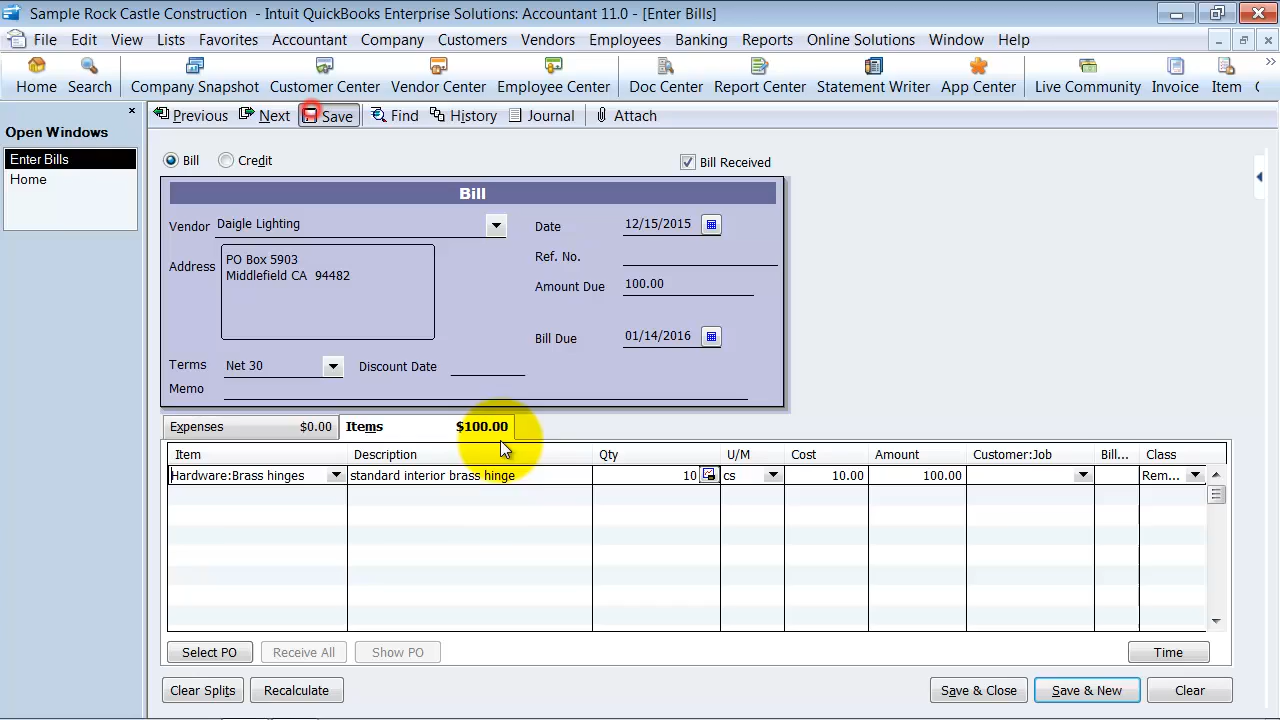 Sample Rock Castle Construction - Intuit QuickBooks Enterprise Solutions: Accountant 11.0 - [Enter Bills]
File Edit View Lists Favorites Accountant Company Customers Vendors Employees Banking Reports Online Solutions Window Help
Home Search Company Snapshot Customer Center Vendor Center Employee Center Doc Center Report Center Statement Writer App Center Live Community Invoice Item
Previous Next Save Find History Journal Attach
Open Windows
Enter Bills
Home
Bill Credit Bill Received
Bill
Vendor Daigle Lighting Date 12/15/2015
Address PO Box 5903 Ref. No.
Middlefield CA 94482 Amount Due 100.00
Bill Due 01/14/2016
Terms Net 30 Discount Date
Memo
Expenses $0.00 Items $100.00
Item Description Qty U/M Cost Amount Customer:Job Bill... Class
Hardware:Brass hinges standard interior brass hinge 10 cs 10.00 100.00 Rem...
Select PO Receive All Show PO Time
Clear Splits Recalculate Save & Close Save & New Clear